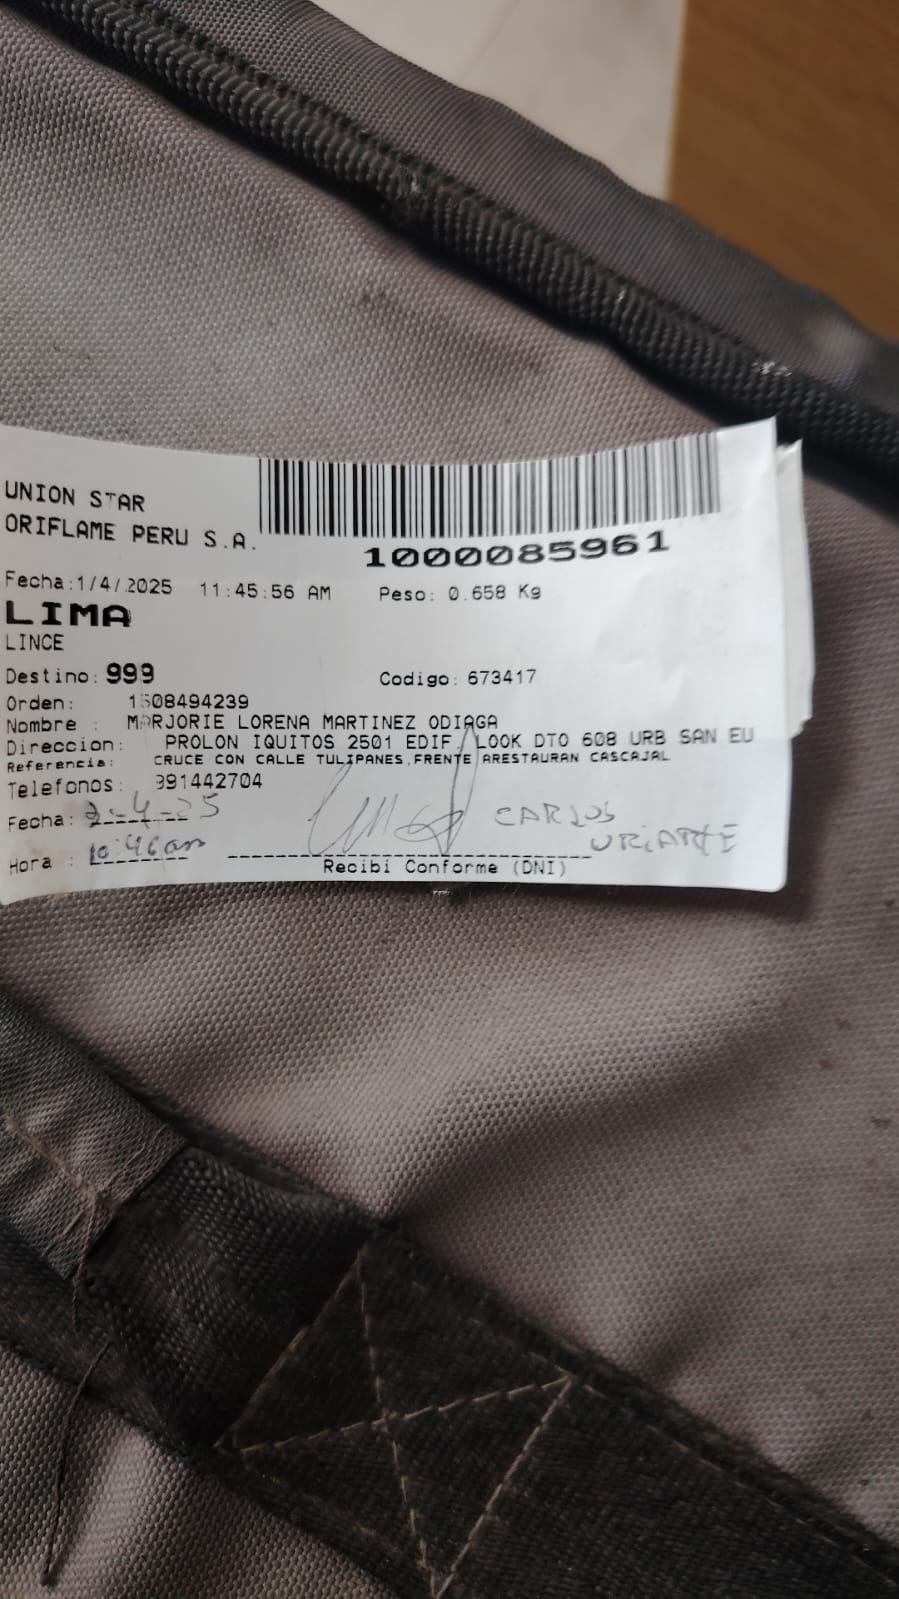 UNION STAR
ORIFLAME PERU S.A.
1000085961
Fecha:1/4/2025 11:45:56 AM Peso: 0.658 Kg
LIMA
LINCE
Destino: 999 Codigo: 673417
Orden: 1508494239
Nombre : MARJORIE LORENA MARTINEZ ODIAGA
Direccion: PROLON IQUITOS 2501 EDIF LOOK DTO 608 URB SAN EU
Referencia: CRUCE CON CALLE TULIPANES,FRENTE ARESTAURAN CASCAJAL
Telefonos: 991442704
Fecha: 2-4-25 CARLOS
Hora : 10:46am URIARTE
Recibi Conforme (DNI)